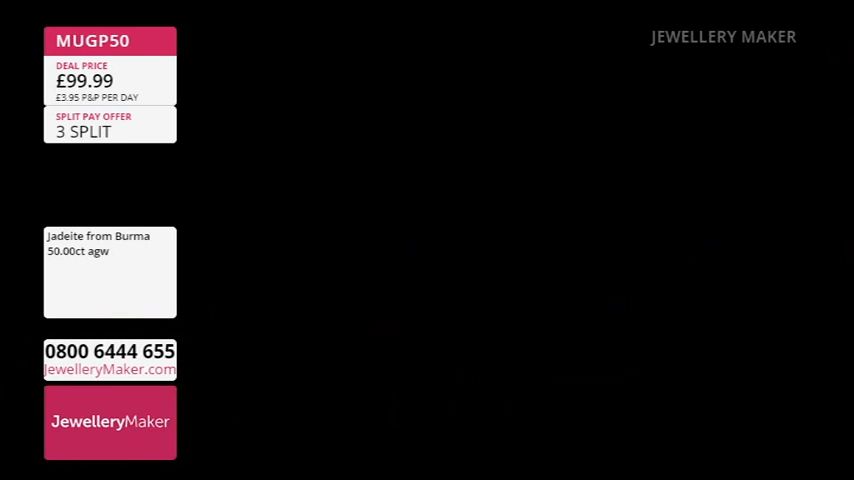 MUGP50
DEAL PRICE
£99.99
£3.95 P&P PER DAY
SPLIT PAY OFFER
3 SPLIT
JEWELLERY MAKER
Jadeite from Burma
50.00ct agw
0800 6444 655
JewelleryMaker.com
JewelleryMaker